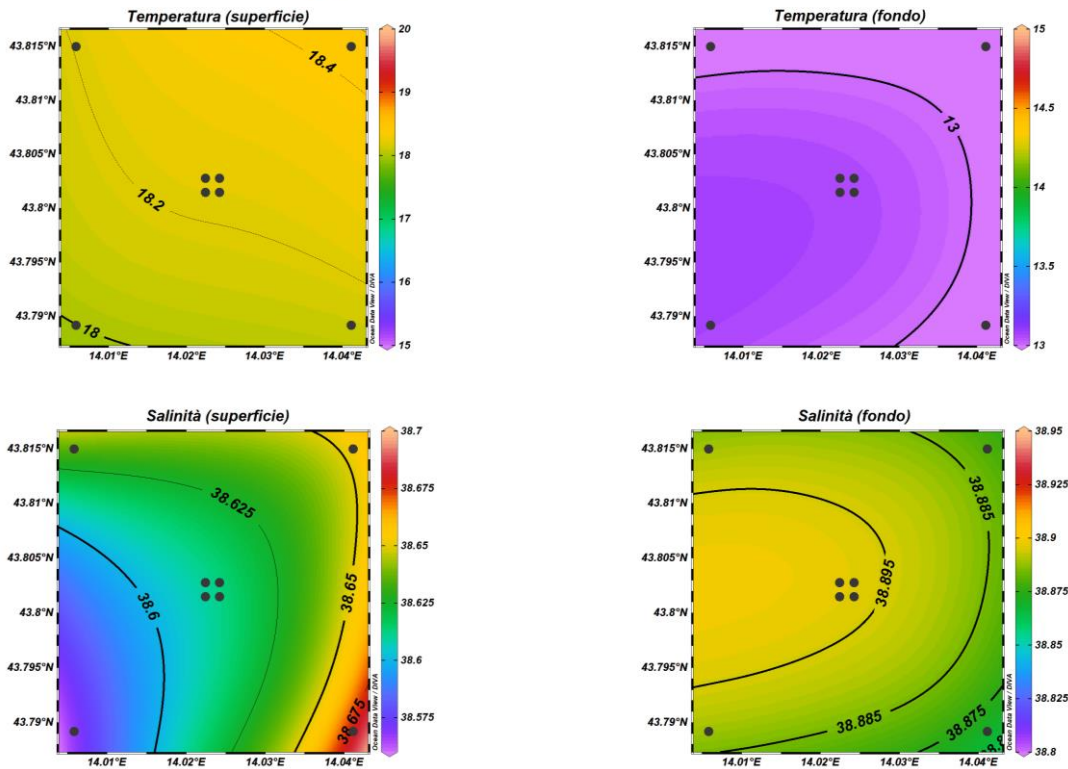 Temperatura (superficie)
43.815°N
43.81°N
43.805°N
43.8°N
43.795°N
43.79°N
18.4
18.2
18
14.01°E 14.02°E 14.03°E 14.04°E
20
19
18
17
16
15
Ocean Data View / DIVA
Temperatura (fondo)
43.815°N
43.81°N
43.805°N
43.8°N
43.795°N
43.79°N
13
14.01°E 14.02°E 14.03°E 14.04°E
15
14.5
14
13.5
13
Ocean Data View / DIVA
Salinità (superficie)
43.815°N
43.81°N
43.805°N
43.8°N
43.795°N
43.79°N
38.625
38.6
38.65
38.675
14.01°E 14.02°E 14.03°E 14.04°E
38.7
38.675
38.65
38.625
38.6
38.575
Ocean Data View / DIVA
Salinità (fondo)
43.815°N
43.81°N
43.805°N
43.8°N
43.795°N
43.79°N
38.885
38.895
38.885
38.875
14.01°E 14.02°E 14.03°E 14.04°E
38.95
38.925
38.9
38.875
38.85
38.825
38.8
Ocean Data View / DIVA